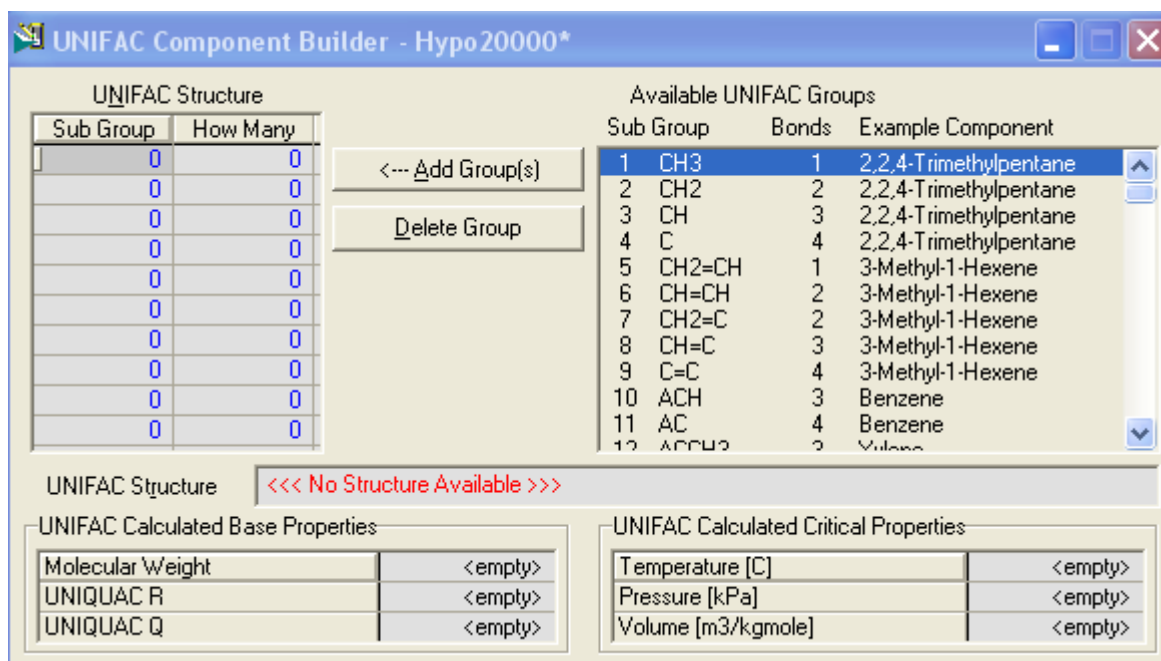 UNIFAC Component Builder - Hypo20000*
UNIFAC Structure
Sub Group How Many
0 0
0 0
0 0
0 0
0 0
0 0
0 0
0 0
0 0
0 0
<--- Add Group(s)
Delete Group
Available UNIFAC Groups
Sub Group Bonds Example Component
1 CH3 1 2,2,4-Trimethylpentane
2 CH2 2 2,2,4-Trimethylpentane
3 CH 3 2,2,4-Trimethylpentane
4 C 4 2,2,4-Trimethylpentane
5 CH2=CH 1 3-Methyl-1-Hexene
6 CH=CH 2 3-Methyl-1-Hexene
7 CH2=C 2 3-Methyl-1-Hexene
8 CH=C 3 3-Methyl-1-Hexene
9 C=C 4 3-Methyl-1-Hexene
10 ACH 3 Benzene
11 AC 4 Benzene
12 ACCH3
UNIFAC Structure <<< No Structure Available >>>
UNIFAC Calculated Base Properties
Molecular Weight <empty>
UNIQUAC R <empty>
UNIQUAC Q <empty>
UNIFAC Calculated Critical Properties
Temperature [C] <empty>
Pressure [kPa] <empty>
Volume [m3/kgmole] <empty>